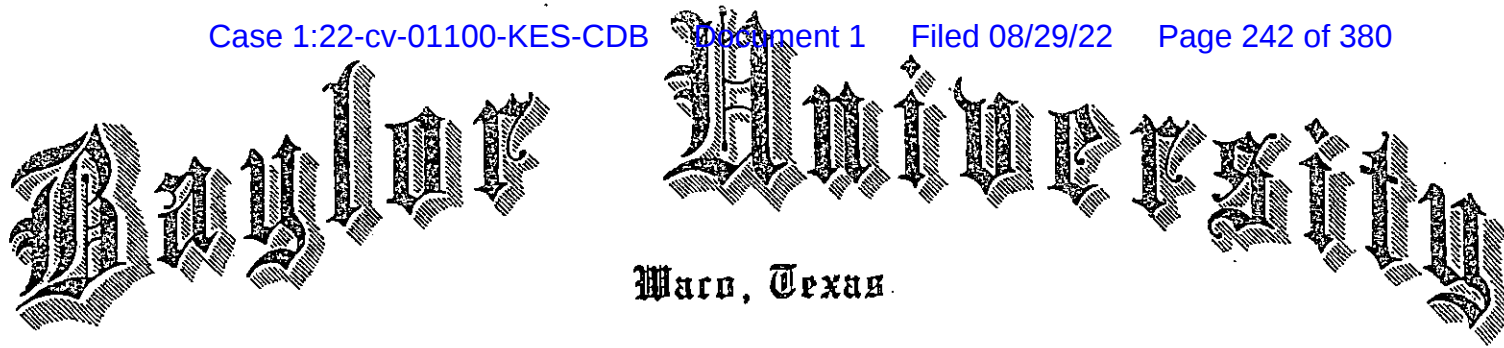 Case 1:22-cv-01100-KES-CDB Document 1 Filed 08/29/22 Page 242 of 380
Baylor University
Waco, Texas